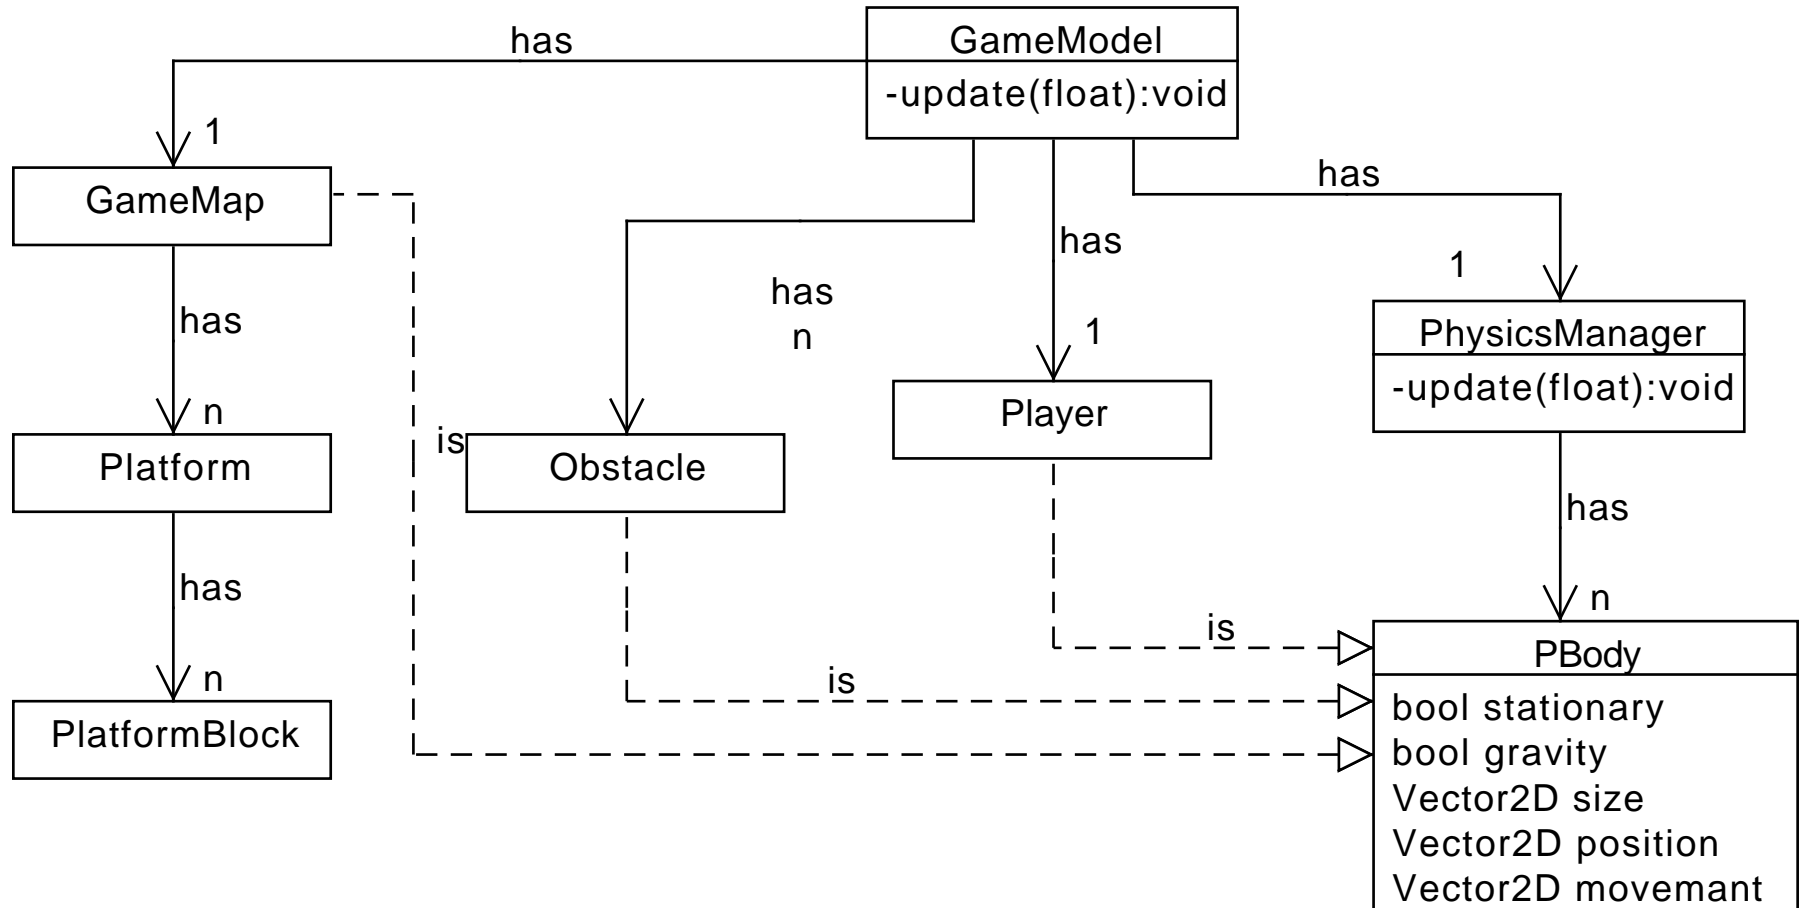 has
GameModel
-update(float):void
1
GameMap
has
has
has
n
has
1
1
PhysicsManager
-update(float):void
Player
has
n
Platform
is
Obstacle
has
has
n
PlatformBlock
n
is
is
PBody
bool stationary
bool gravity
Vector2D size
Vector2D position
Vector2D movemant